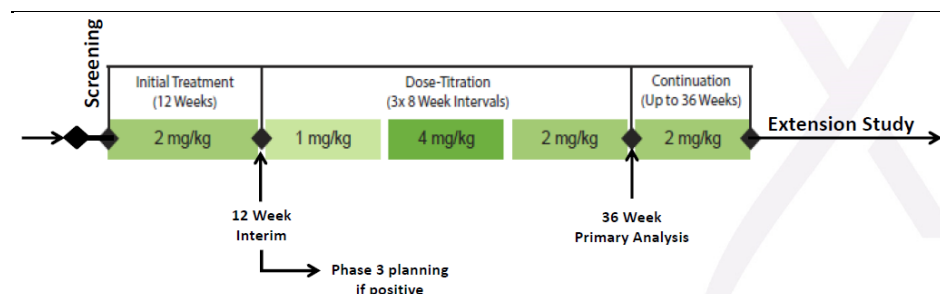 Screening
Initial Treatment
(12 Weeks)
Dose-Titration
(3x 8 Week Intervals)
Continuation
(Up to 36 Weeks)
2 mg/kg
1 mg/kg
4 mg/kg
2 mg/kg
2 mg/kg
Extension Study
12 Week
Interim
36 Week
Primary Analysis
Phase 3 planning
if positive